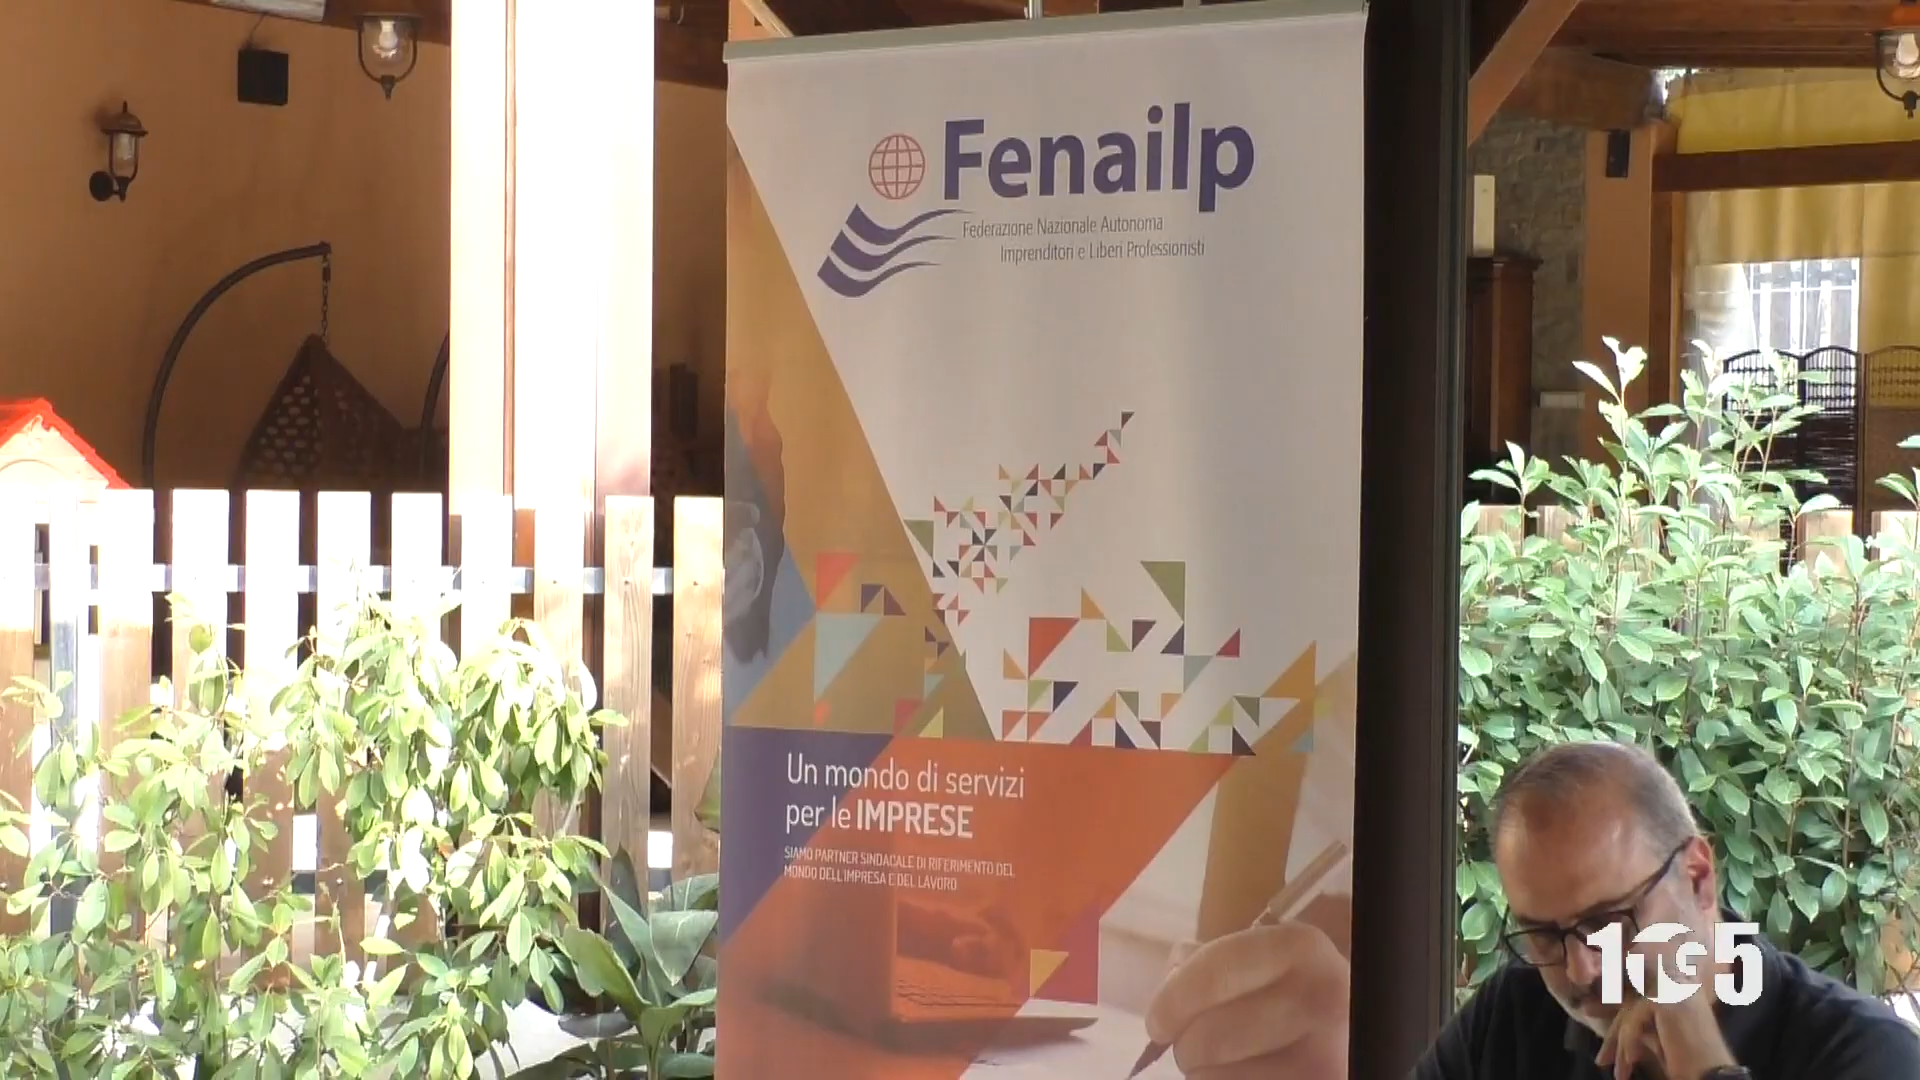 Fenailp
Federazione Nazionale Autonoma
Imprenditori e Liberi Professionisti
Un mondo di servizi
per le IMPRESE
SIAMO PARTNER SINDACALE DI RIFERIMENTO DEL
MONDO DELL'IMPRESA E DEL LAVORO
10TG5